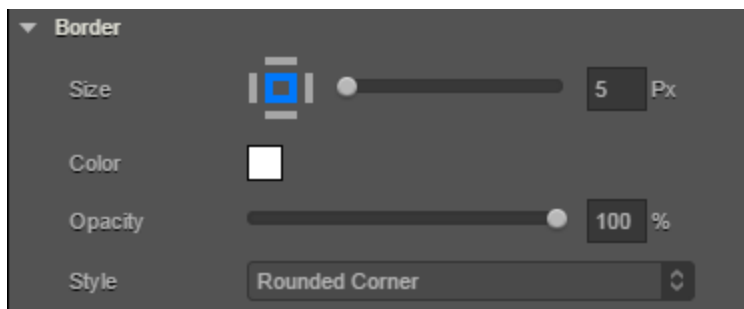 Border
Size 5 Px
Color
Opacity 100 %
Style Rounded Corner